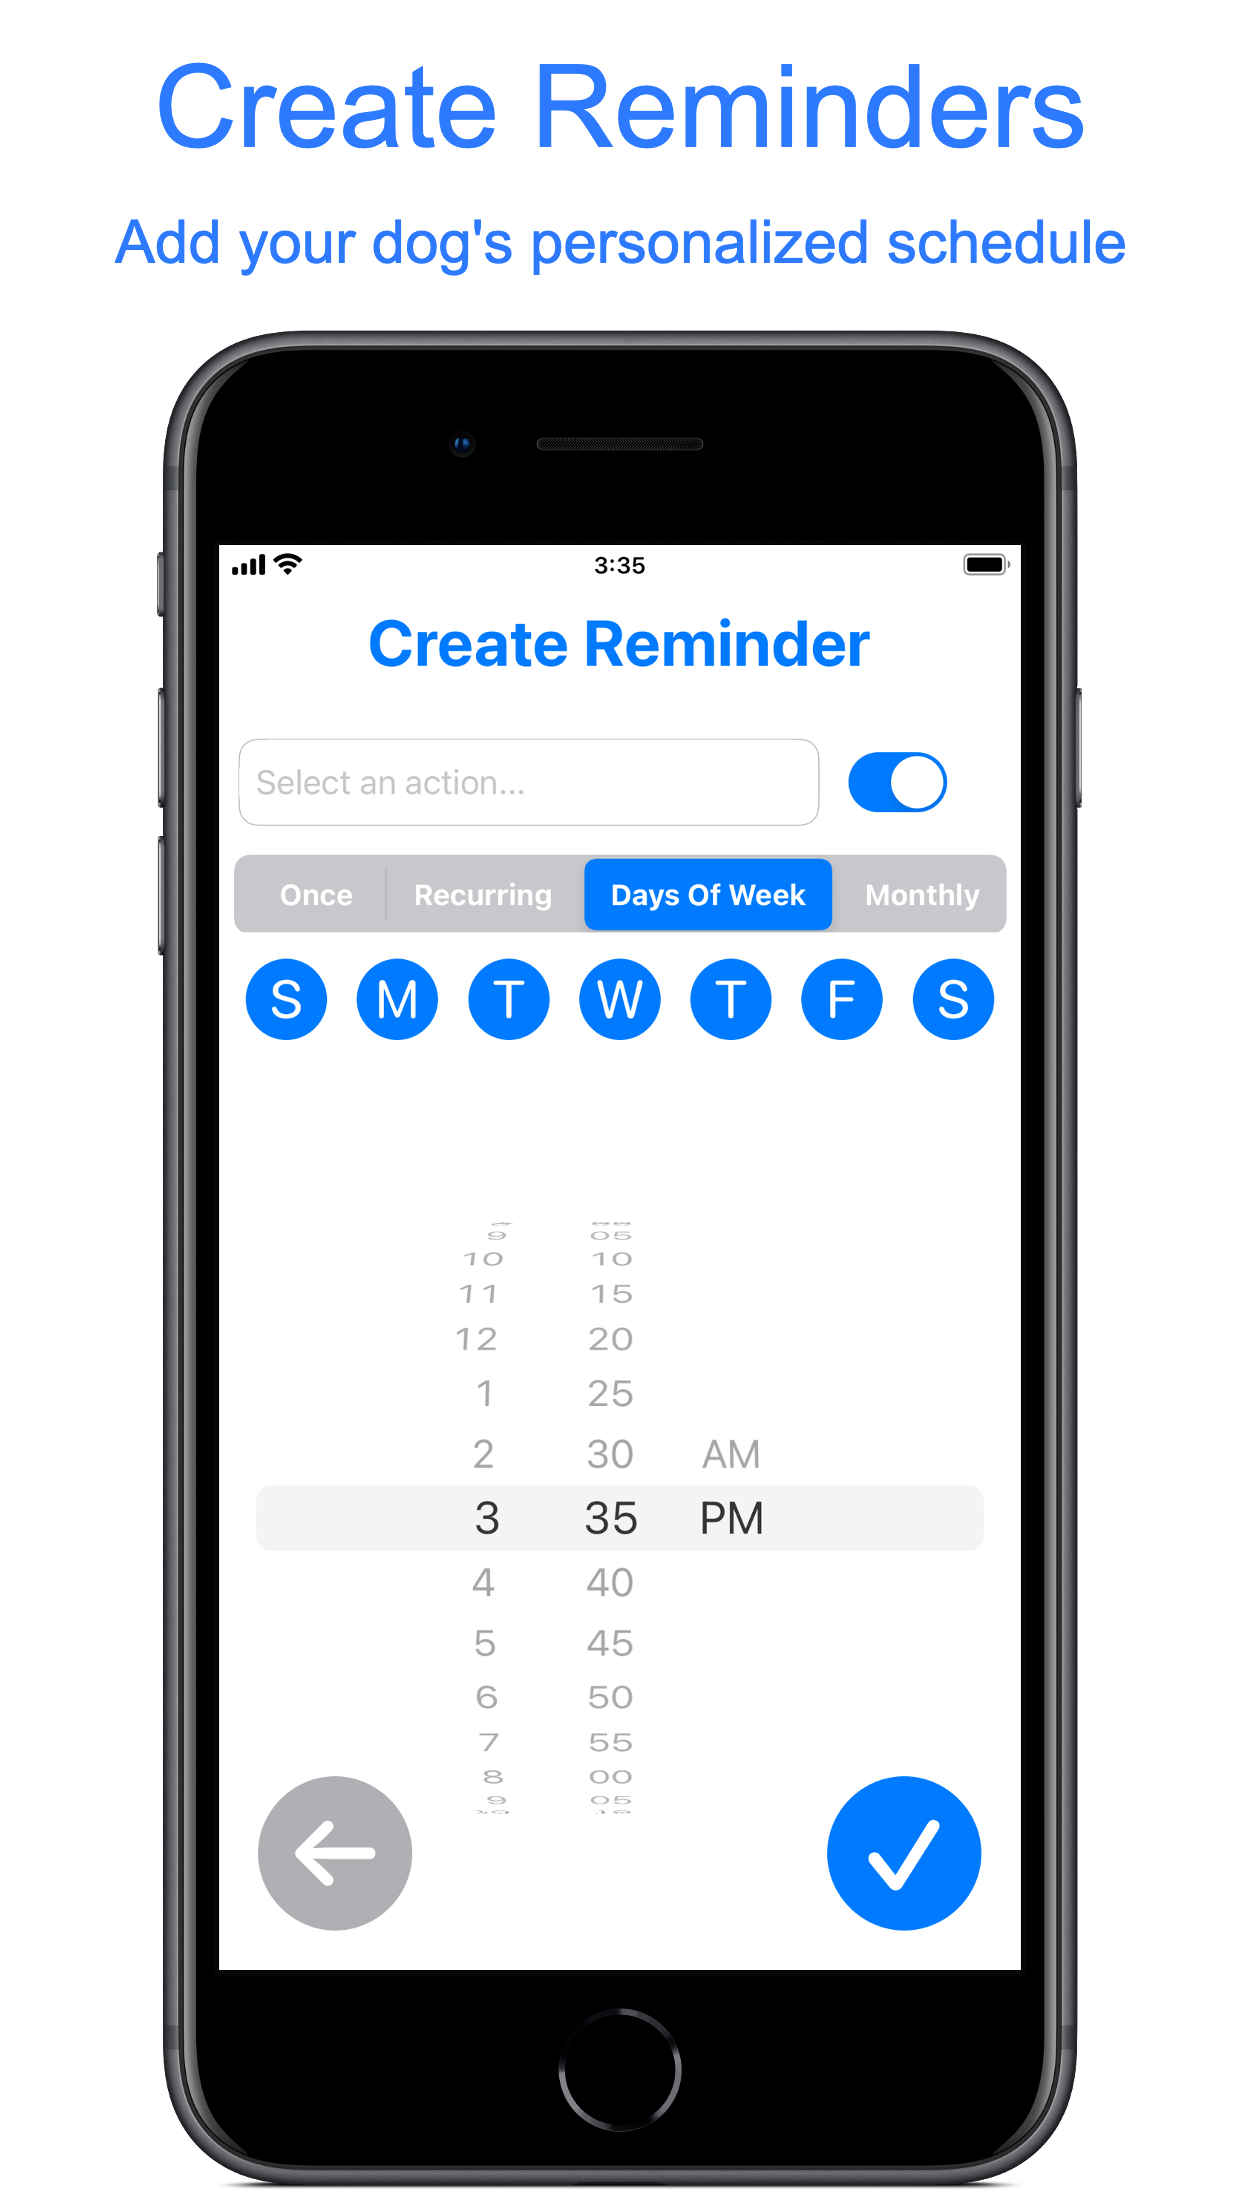 Create Reminders
Add your dog's personalized schedule
3:35
Create Reminder
Select an action...
Once Recurring Days Of Week Monthly
S M T W T F S
9 05
10 10
11 15
12 20
1 25
2 30 AM
3 35 PM
4 40
5 45
6 50
7 55
8 00
9 05